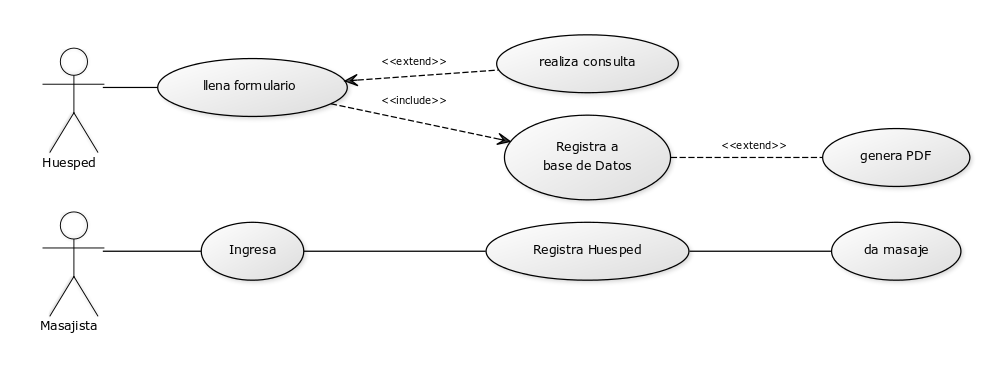 <<extend>>
realiza consulta
llena formulario
<<include>>
Registra a
base de Datos
<<extend>>
genera PDF
Huesped
Ingresa
Registra Huesped
da masaje
Masajista